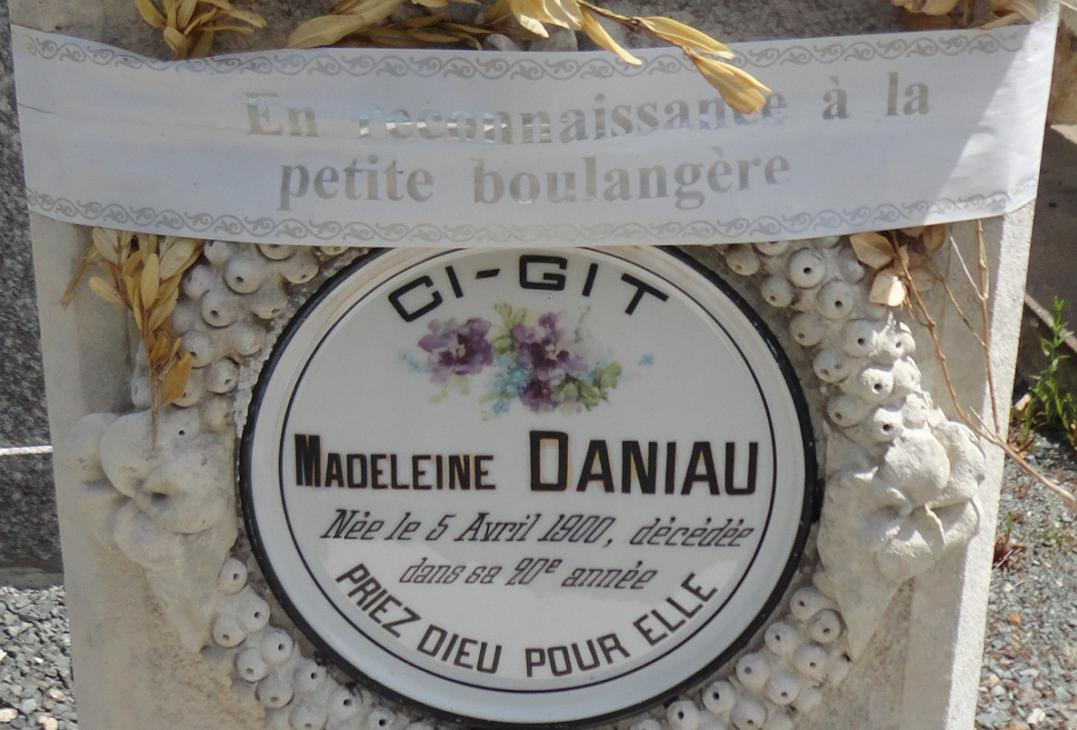 En reconnaissance à la
petite boulangère
CI-GIT
MADELEINE DANIAU
Née le 5 Avril 1900, décédée
dans sa 20e année
PRIEZ DIEU POUR ELLE